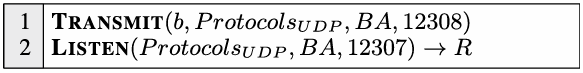 1 TRANSMIT(b, Protocols_UDP, BA, 12308)
2 LISTEN(Protocols_UDP, BA, 12307) → R